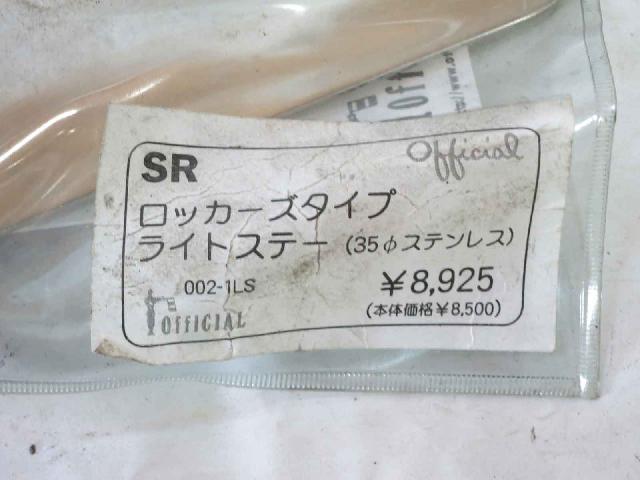 SR
Official
ロッカーズタイプ
ライトステー (35φステンレス)
002-1LS
¥8,925
(本体価格¥8,500)
OFFICIAL